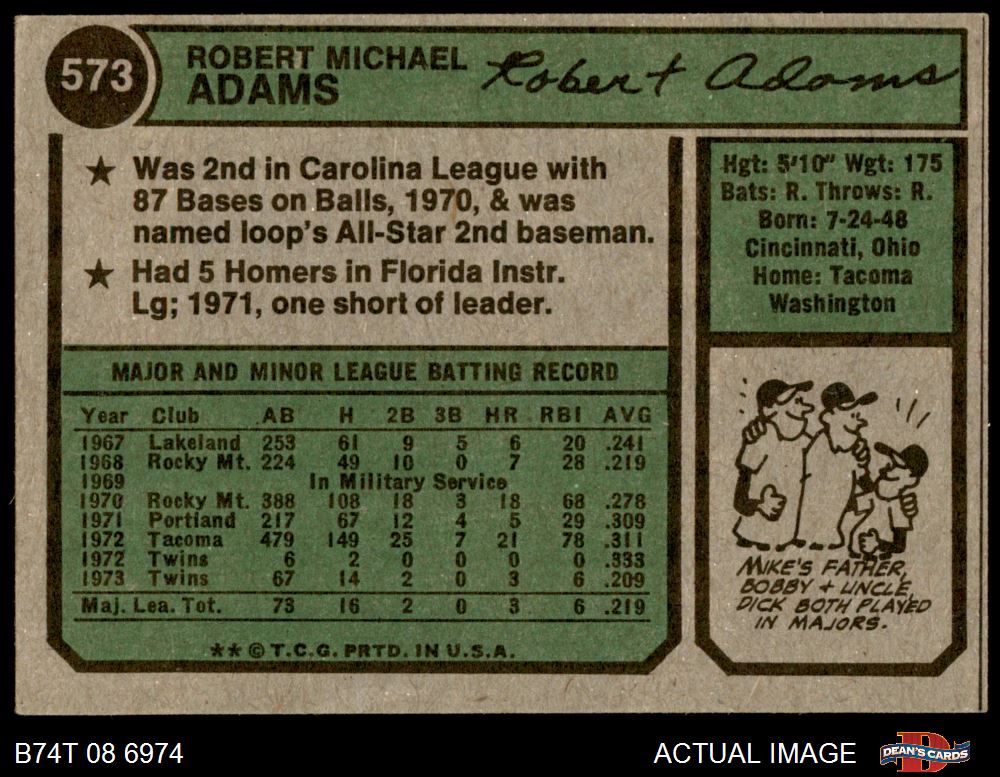 573
ROBERT MICHAEL
ADAMS
Robert Adams
★ Was 2nd in Carolina League with
87 Bases on Balls, 1970, & was
named loop's All-Star 2nd baseman.
★ Had 5 Homers in Florida Instr.
Lg; 1971, one short of leader.
Hgt: 5'10" Wgt: 175
Bats: R. Throws: R.
Born: 7-24-48
Cincinnati, Ohio
Home: Tacoma
Washington
MAJOR AND MINOR LEAGUE BATTING RECORD
Year Club AB H 2B 3B HR RBI AVG
1967 Lakeland 253 61 9 5 6 20 .241
1968 Rocky Mt. 224 49 10 0 7 28 .219
1969 In Military Service
1970 Rocky Mt. 388 108 18 3 18 68 .278
1971 Portland 217 67 12 4 5 29 .309
1972 Tacoma 479 149 25 7 21 78 .311
1972 Twins 6 2 0 0 0 0 .333
1973 Twins 67 14 2 0 3 6 .209
Maj. Lea. Tot. 73 16 2 0 3 6 .219
** © T.C.G. PRTD. IN U.S.A.
MIKE'S FATHER,
BOBBY + UNCLE,
DICK BOTH PLAYED
IN MAJORS.
B74T 08 6974
ACTUAL IMAGE
DEAN'S CARDS